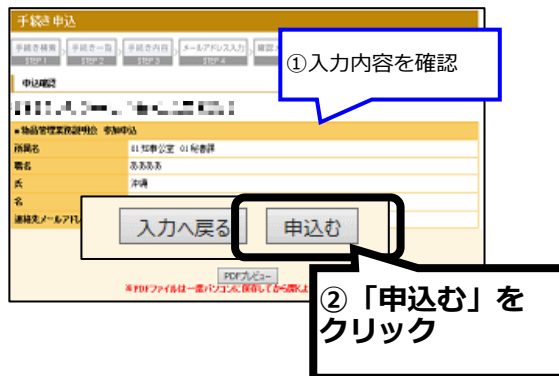 手続き申込
手続き検索 手続き一覧 手続き内容 メールアドレス入力
STEP 1 STEP 2 STEP 3 STEP 4
①入力内容を確認
申込確認
■物品管理業務説明会 参加申込
所属名 01 知事公室 01 秘書課
職名 ああああ
氏 沖縄
名
連絡先メールアドレ
入力へ戻る 申込む
PDFプレビュー
※PDFファイルは一度パソコンに保存してから開くよ
②「申込む」を
クリック